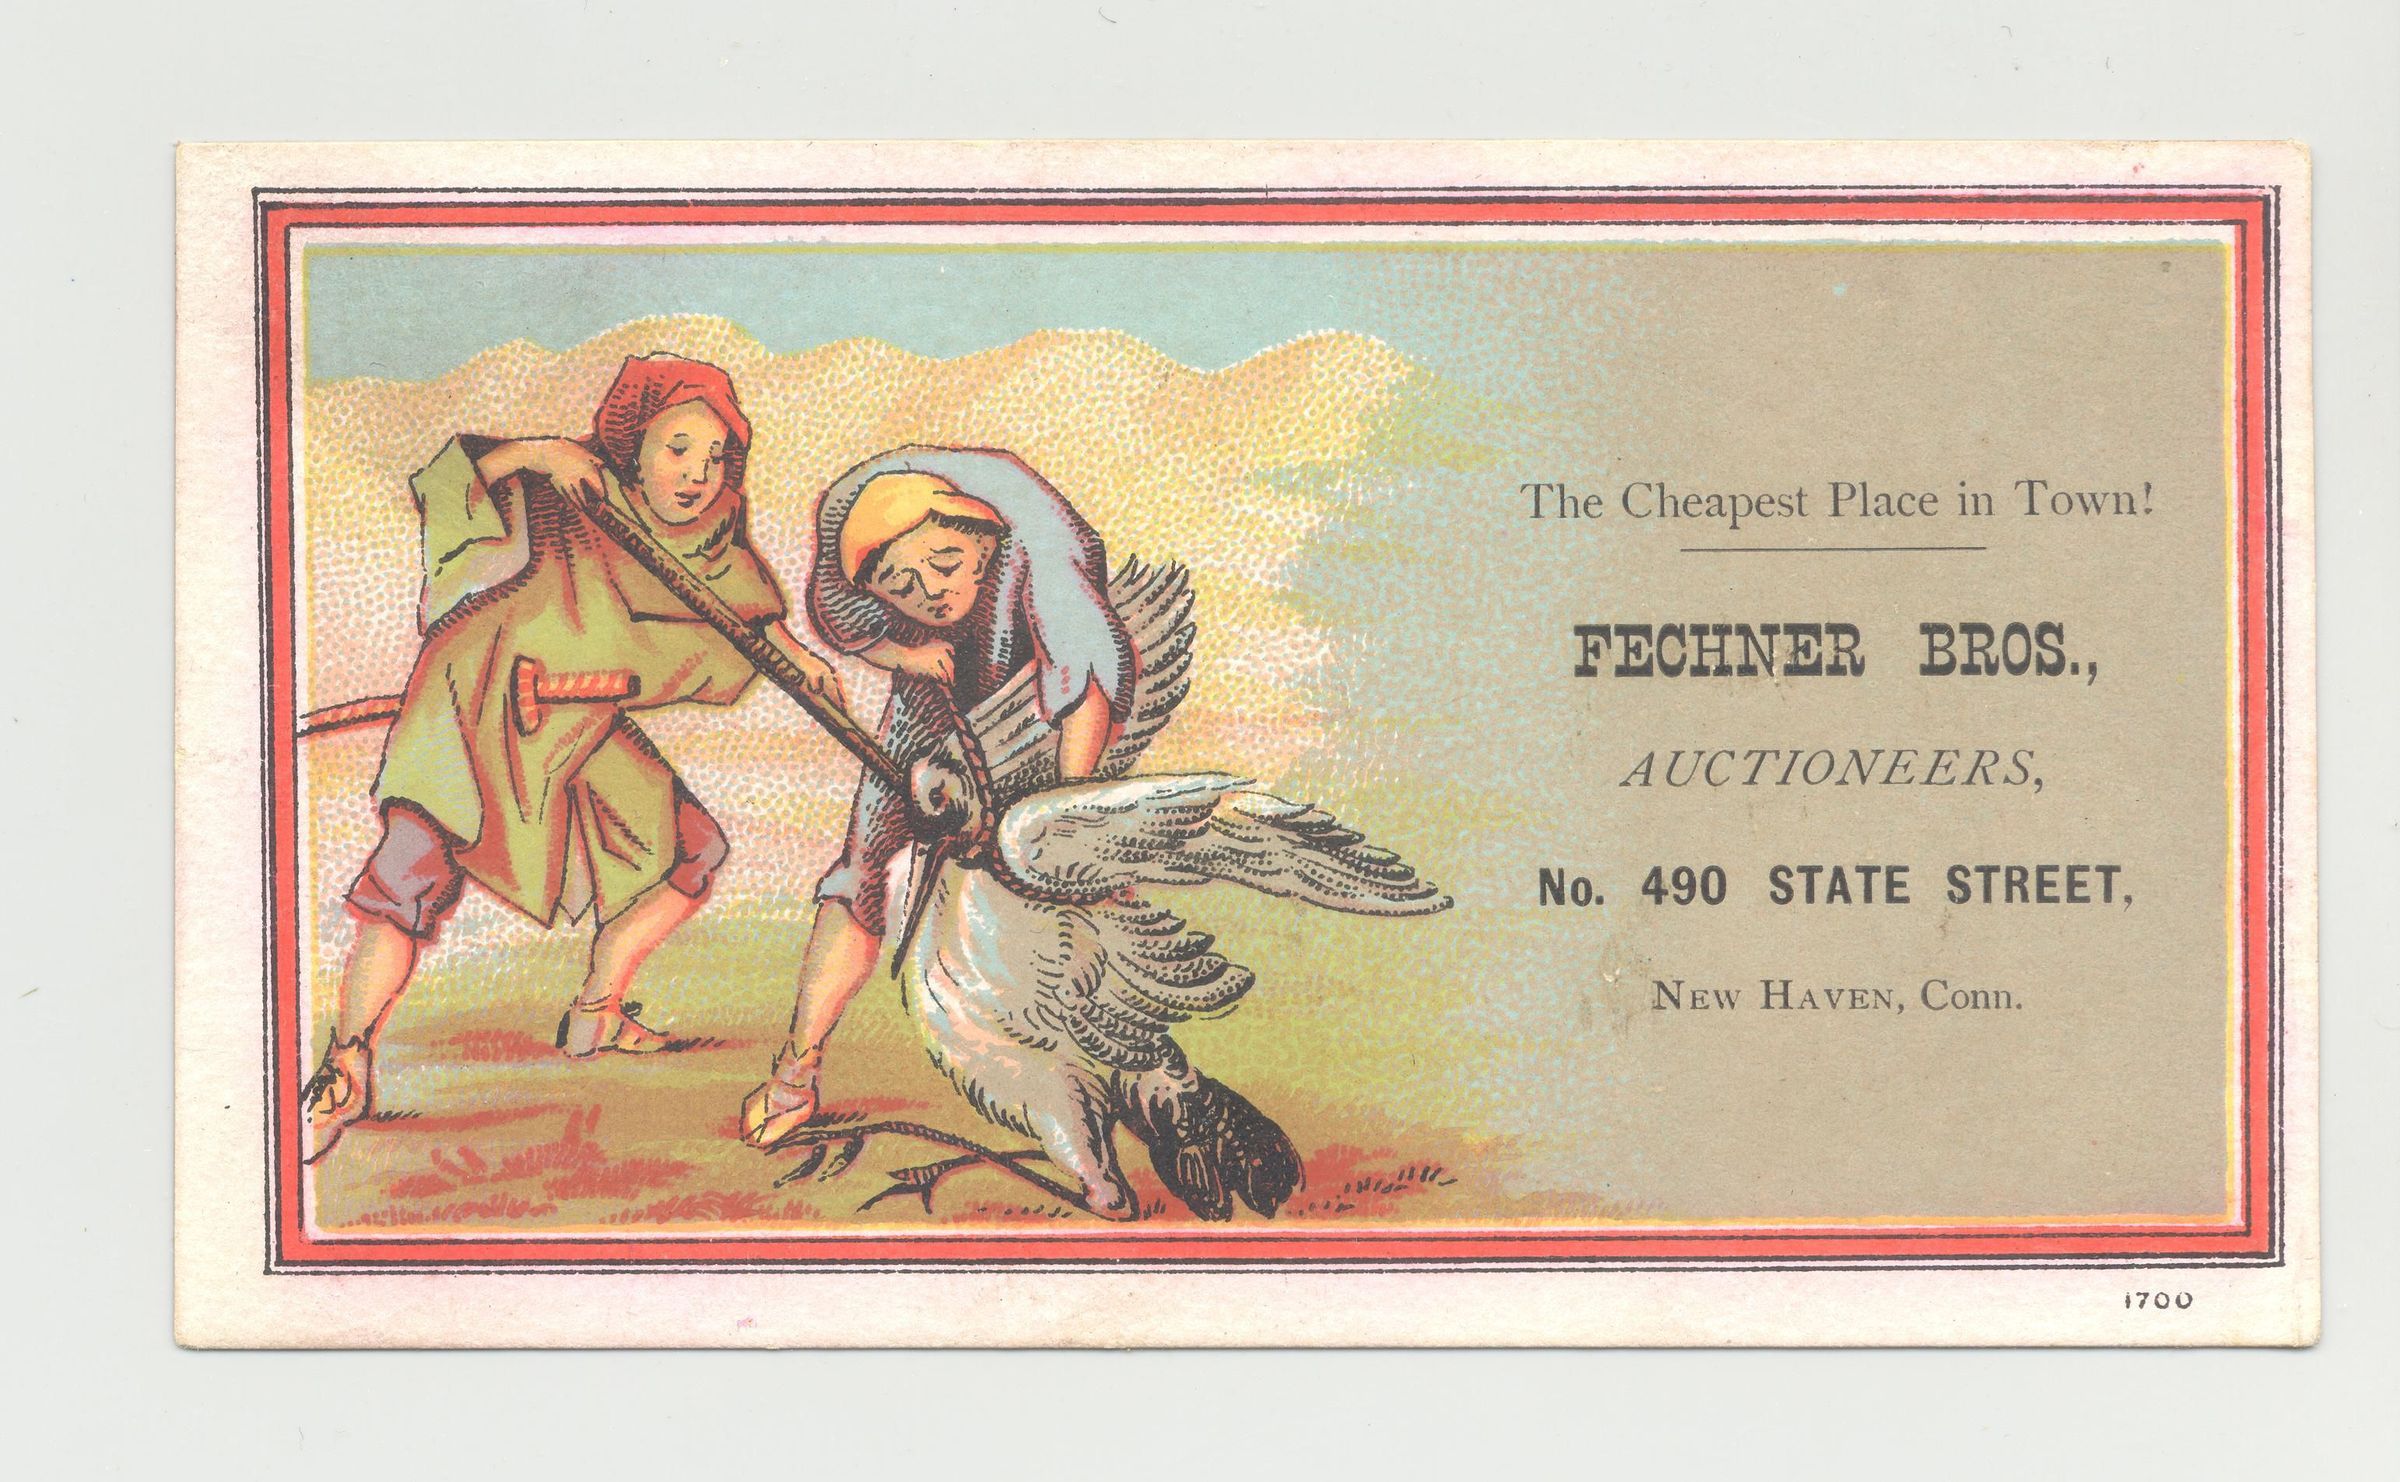 The Cheapest Place in Town!
FECHNER BROS.,
AUCTIONEERS,
No. 490 STATE STREET,
NEW HAVEN, Conn.
1700